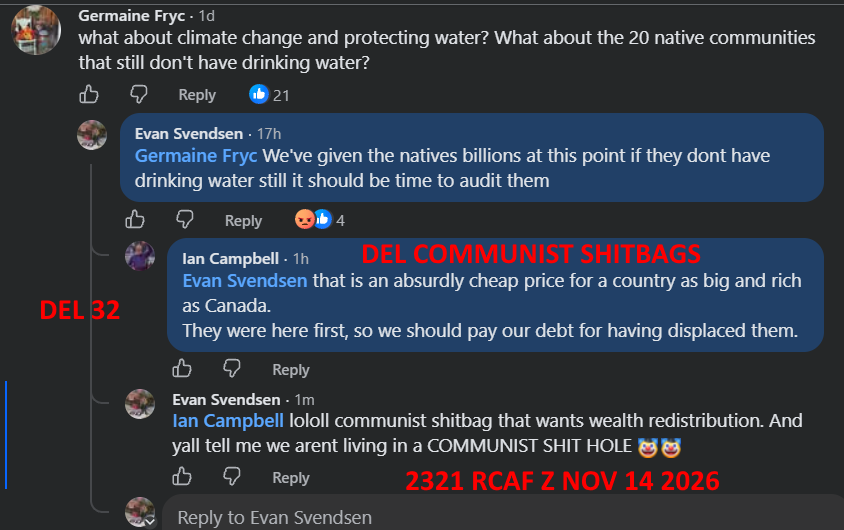 Germaine Fryc · 1d
what about climate change and protecting water? What about the 20 native communities
that still don't have drinking water?
Reply 21
Evan Svendsen · 17h
Germaine Fryc We've given the natives billions at this point if they dont have
drinking water still it should be time to audit them
Reply 4
Ian Campbell · 1h DEL COMMUNIST SHITBAGS
Evan Svendsen that is an absurdly cheap price for a country as big and rich
as Canada.
DEL 32
They were here first, so we should pay our debt for having displaced them.
Reply
Evan Svendsen · 1m
Ian Campbell lololl communist shitbag that wants wealth redistribution. And
yall tell me we arent living in a COMMUNIST SHIT HOLE 🤡🤡
Reply 2321 RCAF Z NOV 14 2026
Reply to Evan Svendsen